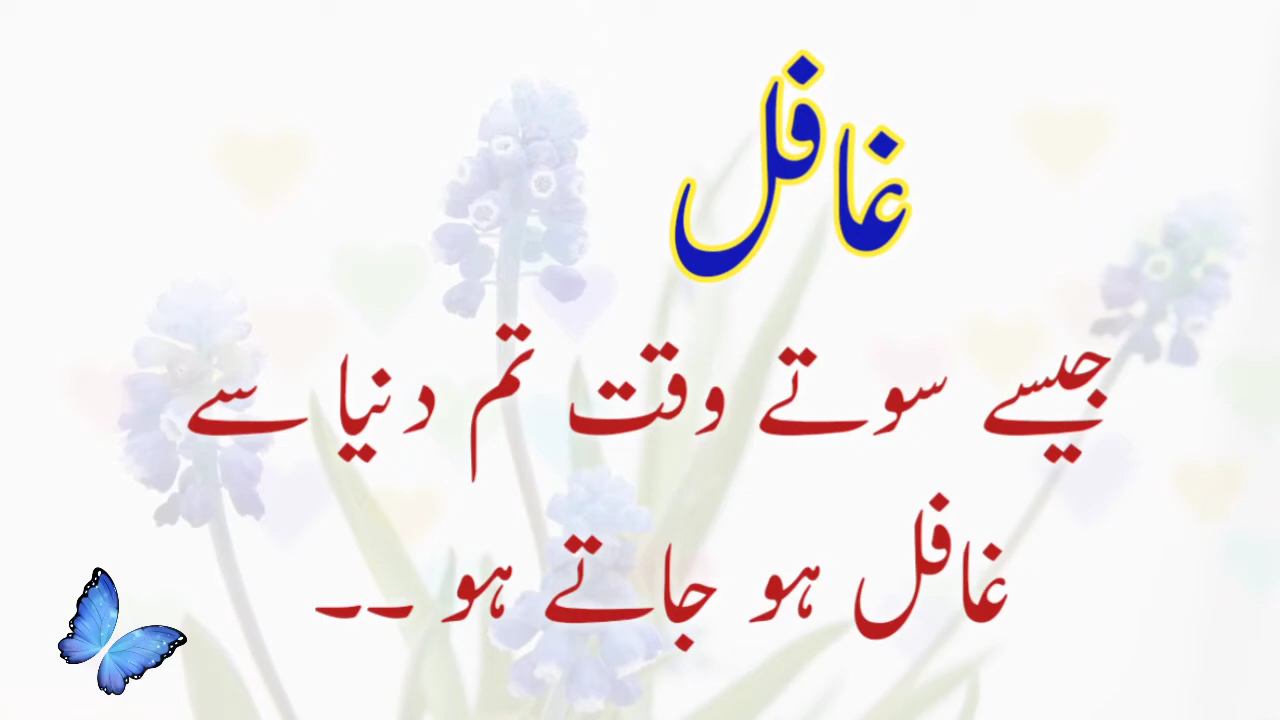 غافل
جیسے سوتے وقت تم دنیا سے
غافل ہو جاتے ہو ۔۔